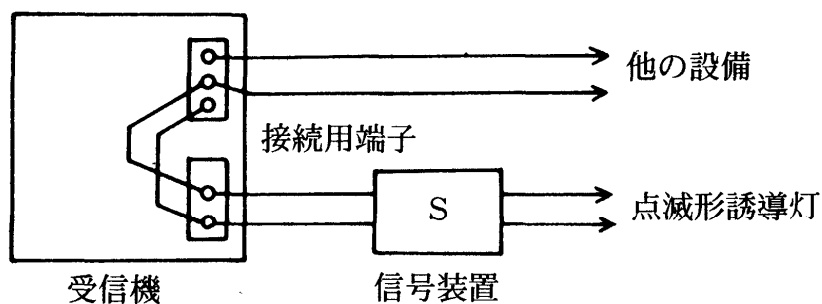 他の設備
接続用端子
S
点滅形誘導灯
受信機
信号装置